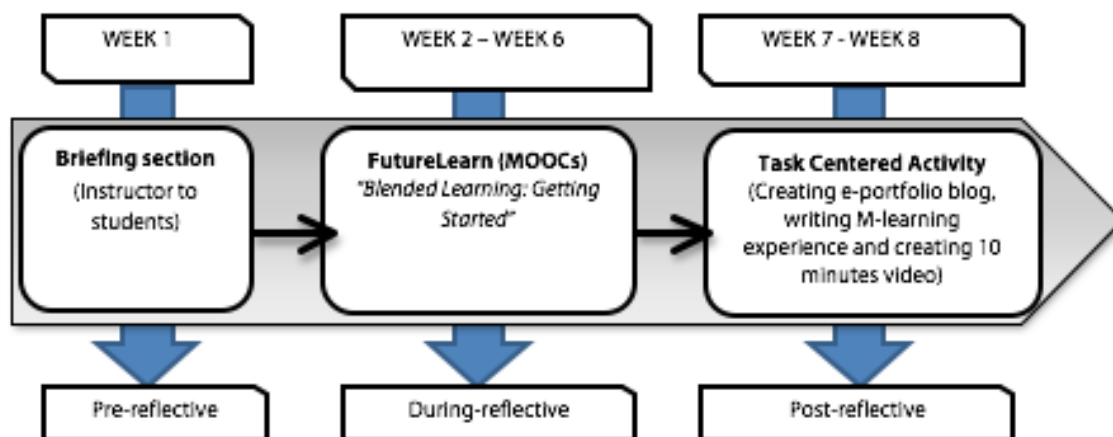 WEEK 1
WEEK 2 – WEEK 6
WEEK 7 - WEEK 8
Briefing section
(Instructor to
students)
FutureLearn (MOOCs)
"Blended Learning: Getting
Started"
Task Centered Activity
(Creating e-portfolio blog,
writing M-learning
experience and creating 10
minutes video)
Pre-reflective
During-reflective
Post-reflective